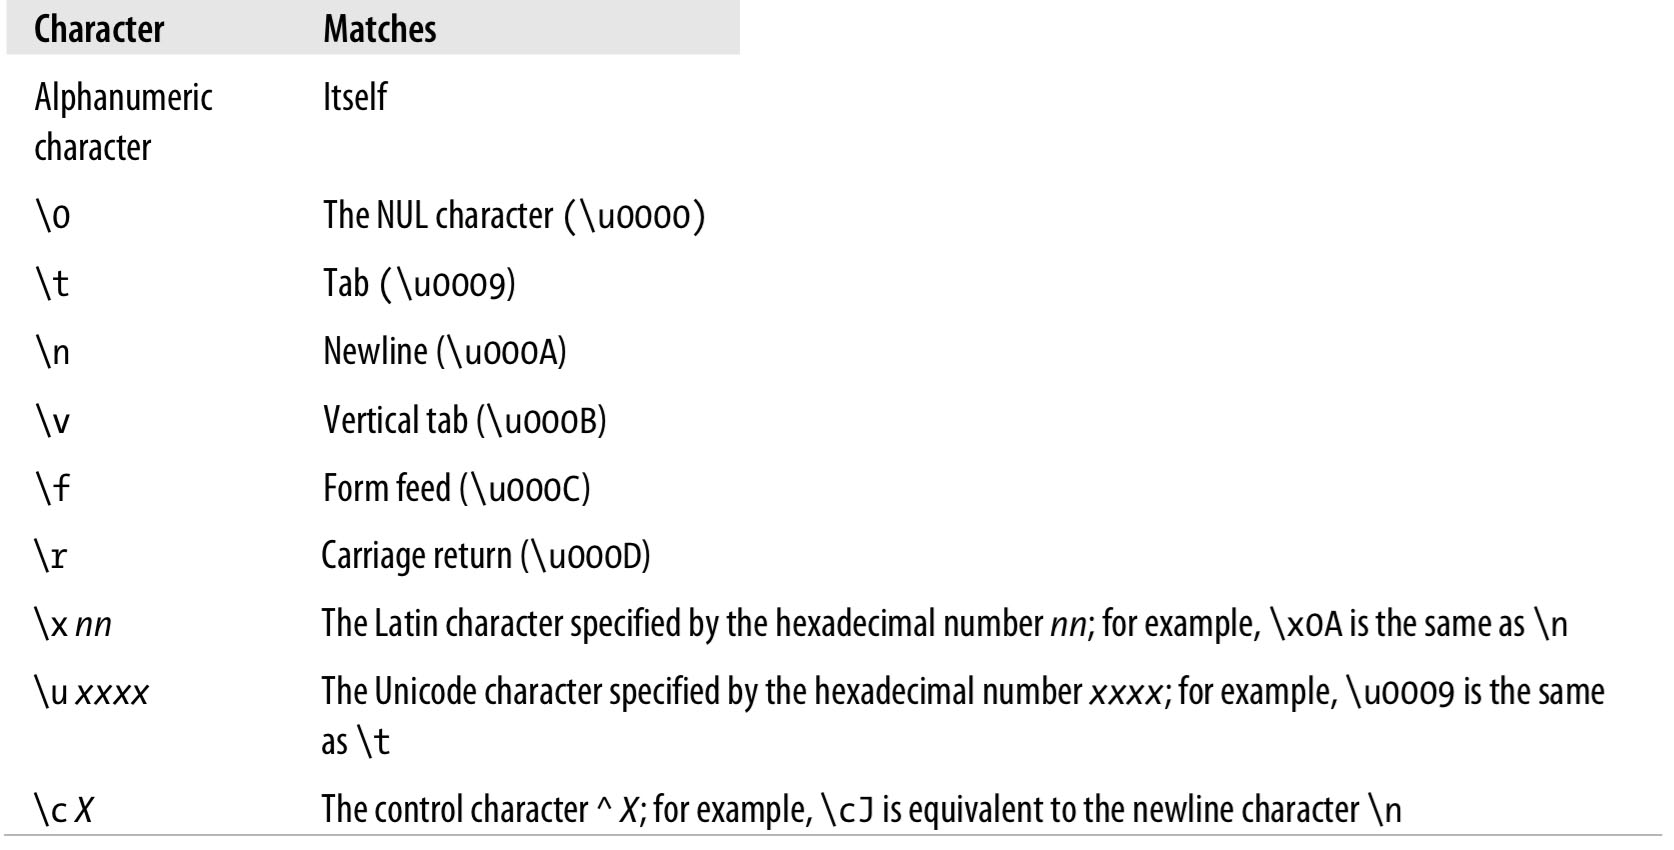 Character Matches
Alphanumeric Itself
character
\0 The NUL character (\u0000)
\t Tab (\u0009)
\n Newline (\u000A)
\v Vertical tab (\u000B)
\f Form feed (\u000C)
\r Carriage return (\u000D)
\x nn The Latin character specified by the hexadecimal number nn; for example, \x0A is the same as \n
\u xxxx The Unicode character specified by the hexadecimal number xxxx; for example, \u0009 is the same
as \t
\c X The control character ^ X; for example, \cJ is equivalent to the newline character \n